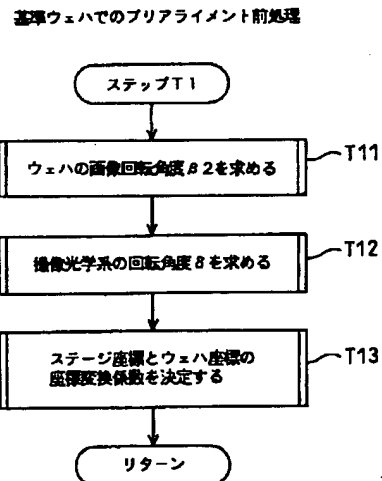 基準ウェハでのプリアライメント前処理
ステップT1
ウェハの画像回転角度β2を求める
T11
撮像光学系の回転角度δを求める
T12
ステージ座標とウェハ座標の
座標変換係数を決定する
T13
リターン